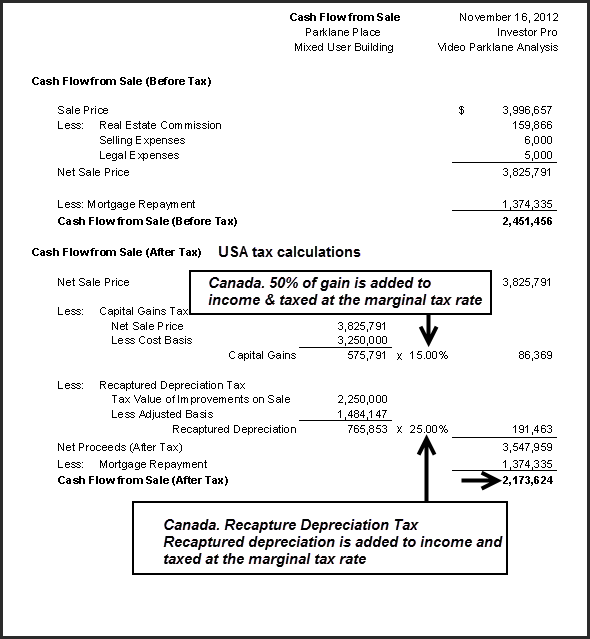 Cash Flow from Sale November 16, 2012
Parklane Place Investor Pro
Mixed User Building Video Parklane Analysis
Cash Flow from Sale (Before Tax)
Sale Price $ 3,996,657
Less: Real Estate Commission 159,866
Selling Expenses 6,000
Legal Expenses 5,000
Net Sale Price 3,825,791
Less: Mortgage Repayment 1,374,335
Cash Flow from Sale (Before Tax) 2,451,456
Cash Flow from Sale (After Tax) USA tax calculations
Net Sale Price 3,825,791
Canada. 50% of gain is added to
income & taxed at the marginal tax rate
Less: Capital Gains Tax
Net Sale Price 3,825,791
Less Cost Basis 3,250,000
Capital Gains 575,791 x 15.00% 86,369
Less: Recaptured Depreciation Tax
Tax Value of Improvements on Sale 2,250,000
Less Adjusted Basis 1,484,147
Recaptured Depreciation 765,853 x 25.00% 191,463
Net Proceeds (After Tax) 3,547,959
Less: Mortgage Repayment 1,374,335
Cash Flow from Sale (After Tax) 2,173,624
Canada. Recapture Depreciation Tax
Recaptured depreciation is added to income and
taxed at the marginal tax rate